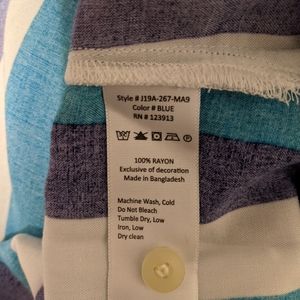 Style # J19A-267-MA9
Color # BLUE
RN # 123913
100% RAYON
Exclusive of decoration
Made in Bangladesh
Machine Wash, Cold
Do Not Bleach
Tumble Dry, Low
Iron, Low
Dry clean